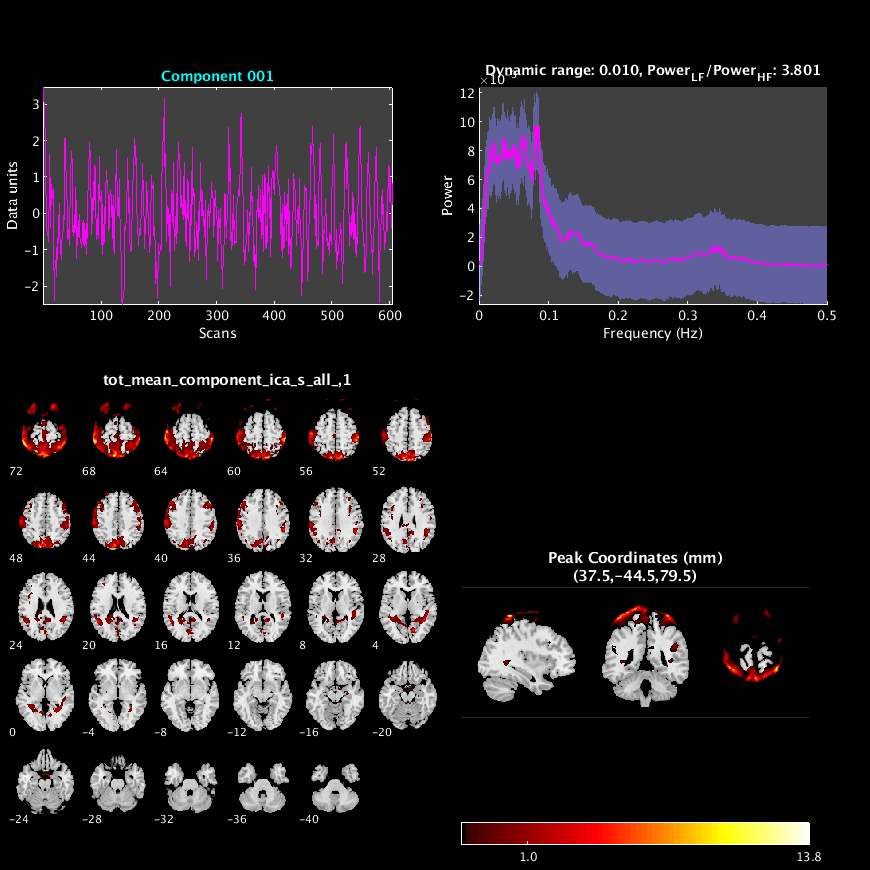 Component 001
3
2
1
0
−1
−2
Data units
100
200
300
400
500
600
Scans
Dynamic range: 0.010, Power_LF/Power_HF: 3.801
12
10
8
6
4
2
0
−2
Power
0
0.1
0.2
0.3
0.4
0.5
Frequency (Hz)
tot_mean_component_ica_s_all_,1
72 68 64 60 56 52
48 44 40 36 32 28
24 20 16 12 8 4
0 −4 −8 −12 −16 −20
−24 −28 −32 −36 −40
Peak Coordinates (mm)
(37.5,−44.5,79.5)
1.0 13.8